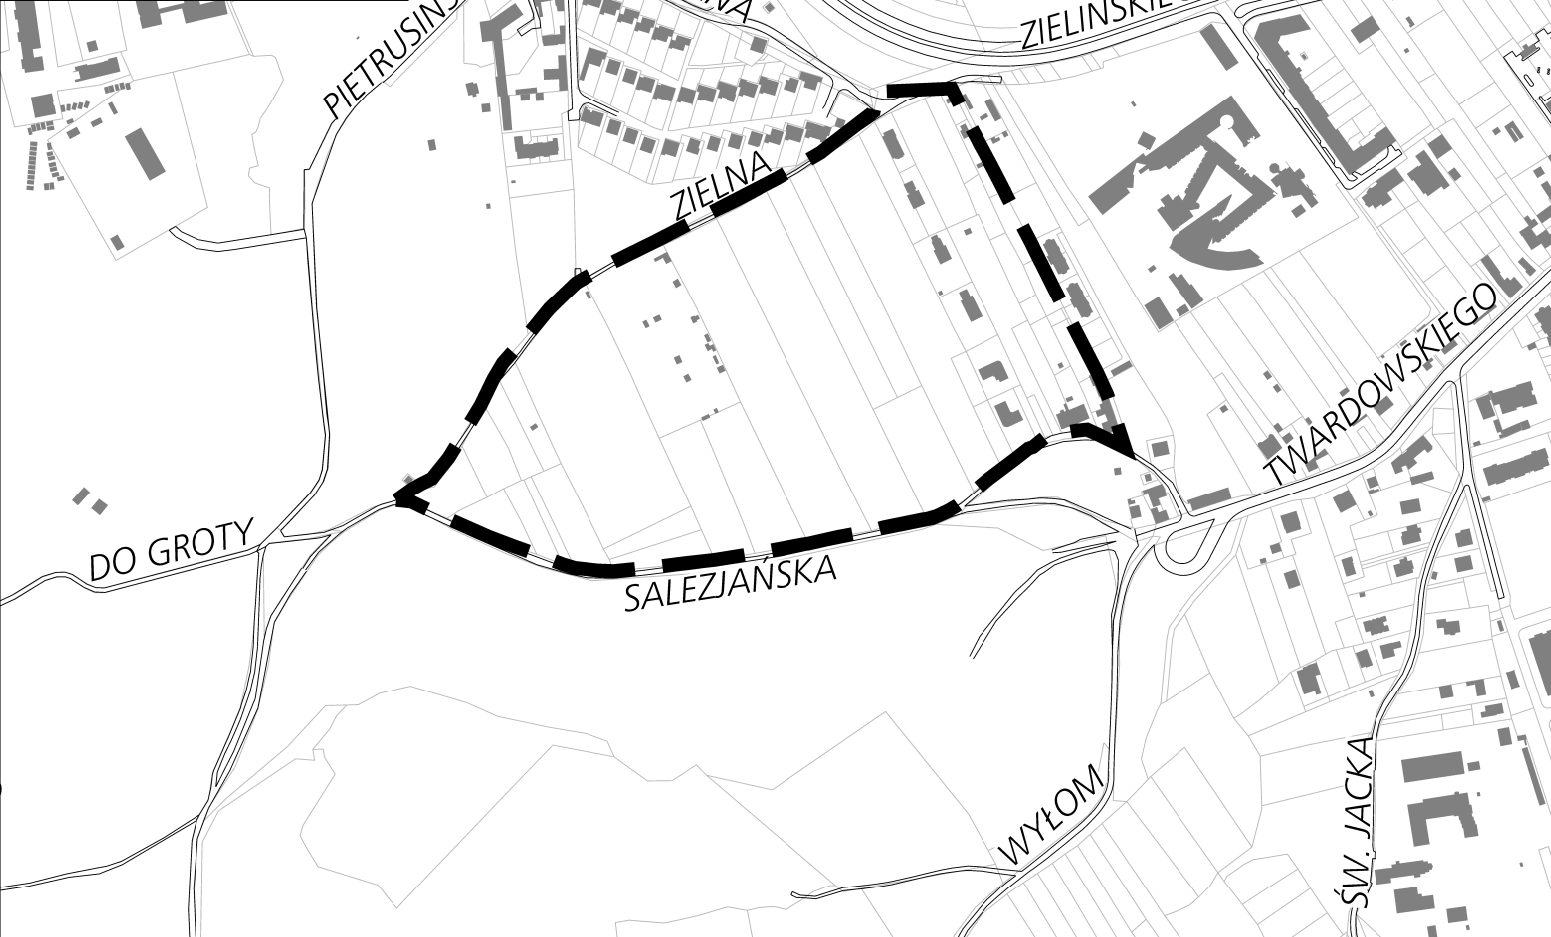 ZIELIŃSKIE
PIETRUSIŃS
ZIELNA
TWARDOWSKIEGO
DO GROTY
SALEZJAŃSKA
WYŁOM
ŚW. JACKA